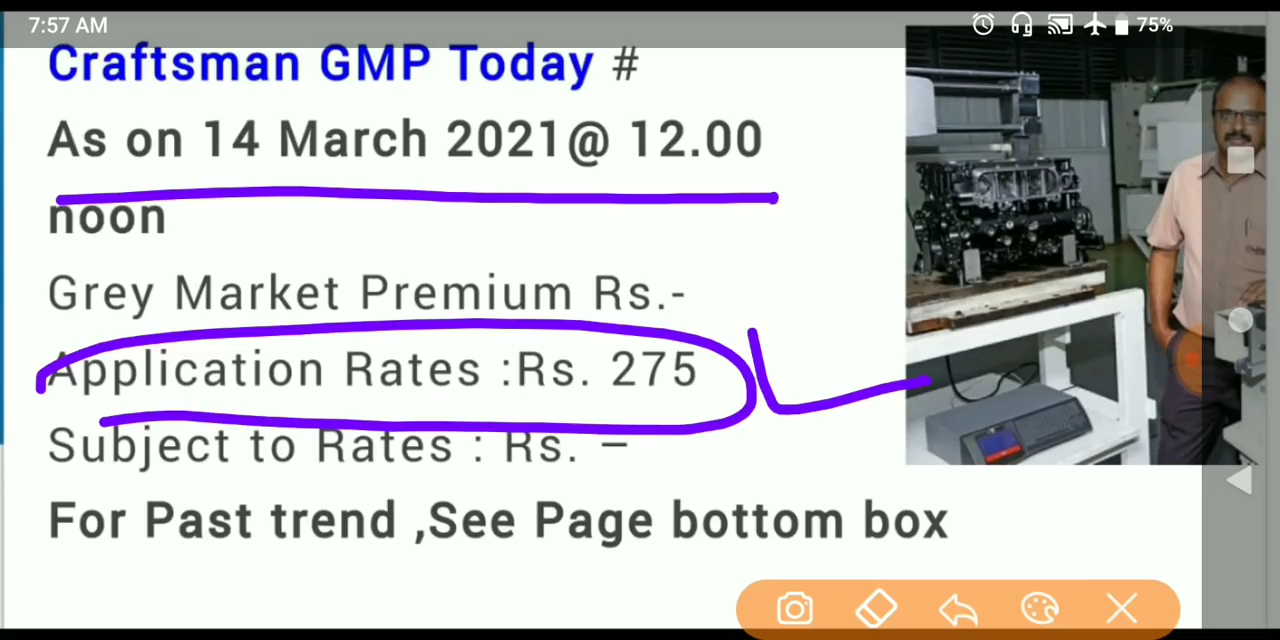 7:57 AM
75%
Craftsman GMP Today #
As on 14 March 2021@ 12.00
noon
Grey Market Premium Rs.-
Application Rates :Rs. 275
Subject to Rates : Rs. –
For Past trend ,See Page bottom box